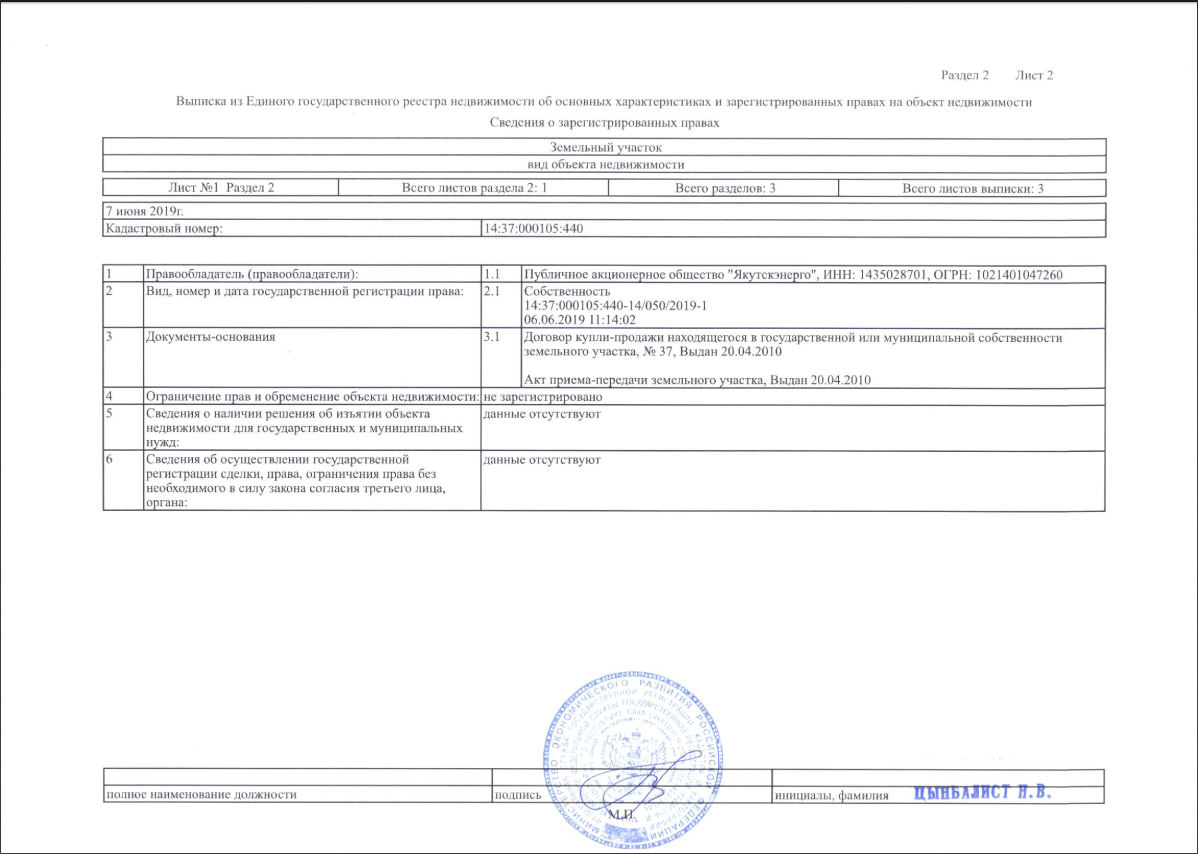 Раздел 2 Лист 2
Выписка из Единого государственного реестра недвижимости об основных характеристиках и зарегистрированных правах на объект недвижимости
Сведения о зарегистрированных правах
Земельный участок
вид объекта недвижимости
Лист №1 Раздел 2 Всего листов раздела 2: 1 Всего разделов: 3 Всего листов выписки: 3
7 июня 2019г.
Кадастровый номер: 14:37:000105:440
1 Правообладатель (правообладатели): 1.1 Публичное акционерное общество "Якутскэнерго", ИНН: 1435028701, ОГРН: 1021401047260
2 Вид, номер и дата государственной регистрации права: 2.1 Собственность
14:37:000105:440-14/050/2019-1
06.06.2019 11:14:02
3 Документы-основания 3.1 Договор купли-продажи находящегося в государственной или муниципальной собственности
земельного участка, № 37, Выдан 20.04.2010
Акт приема-передачи земельного участка, Выдан 20.04.2010
4 Ограничение прав и обременение объекта недвижимости: не зарегистрировано
5 Сведения о наличии решения об изъятии объекта данные отсутствуют
недвижимости для государственных и муниципальных
нужд:
6 Сведения об осуществлении государственной данные отсутствуют
регистрации сделки, права, ограничения права без
необходимого в силу закона согласия третьего лица,
органа:
МИНИСТЕРСТВО ЭКОНОМИЧЕСКОГО РАЗВИТИЯ РОССИЙСКОЙ ФЕДЕРАЦИИ
полное наименование должности подпись инициалы, фамилия ЦЫНБАЛИСТ Н.В.
М.П.